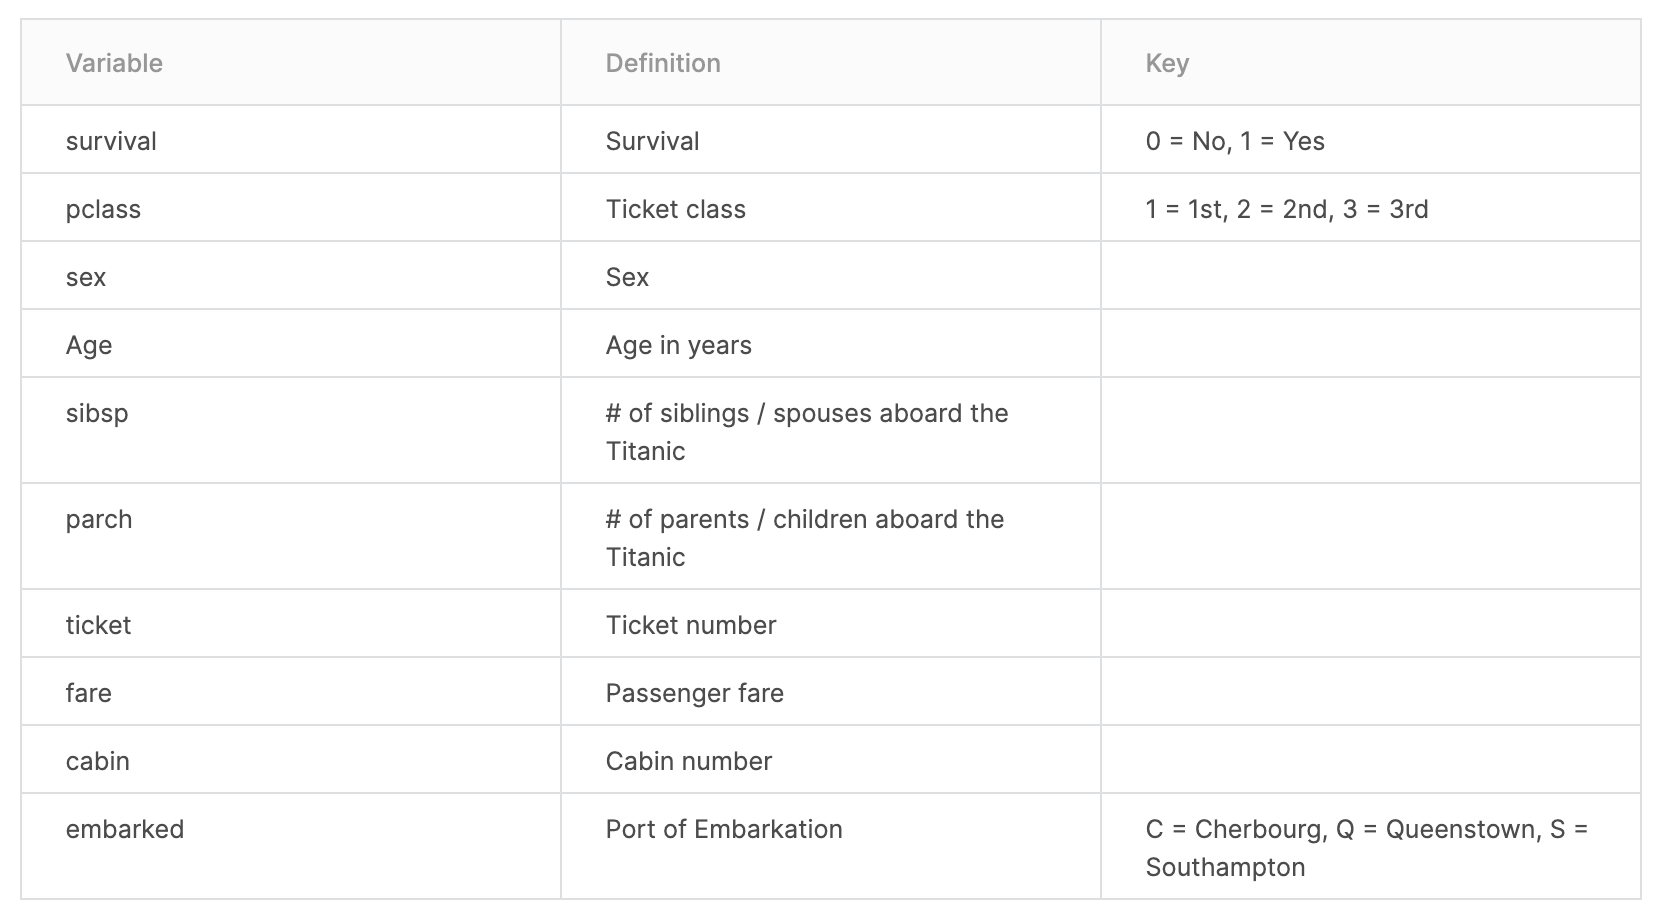 Variable Definition Key
survival Survival 0 = No, 1 = Yes
pclass Ticket class 1 = 1st, 2 = 2nd, 3 = 3rd
sex Sex
Age Age in years
sibsp # of siblings / spouses aboard the
Titanic
parch # of parents / children aboard the
Titanic
ticket Ticket number
fare Passenger fare
cabin Cabin number
embarked Port of Embarkation C = Cherbourg, Q = Queenstown, S =
Southampton